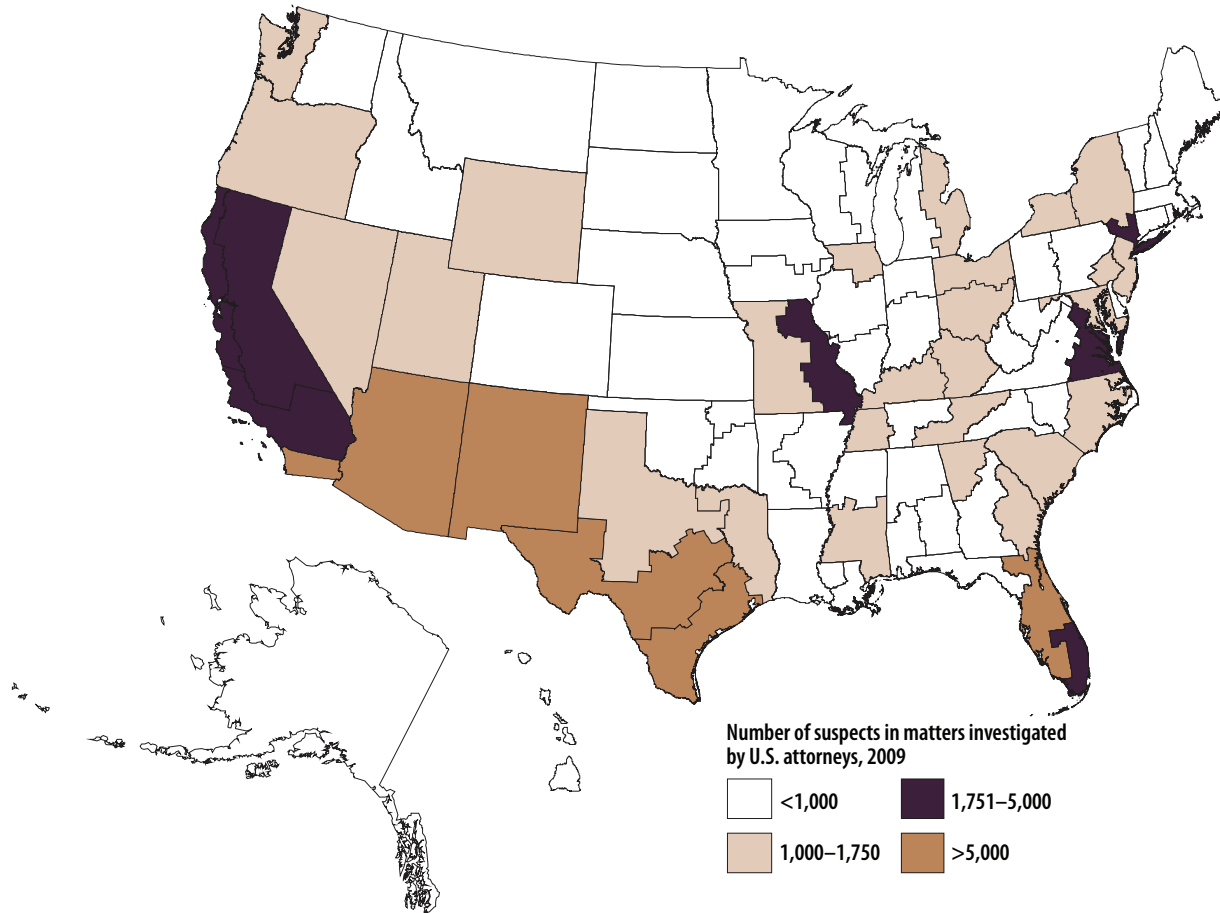 Number of suspects in matters investigated
by U.S. attorneys, 2009
<1,000
1,751–5,000
1,000–1,750
>5,000